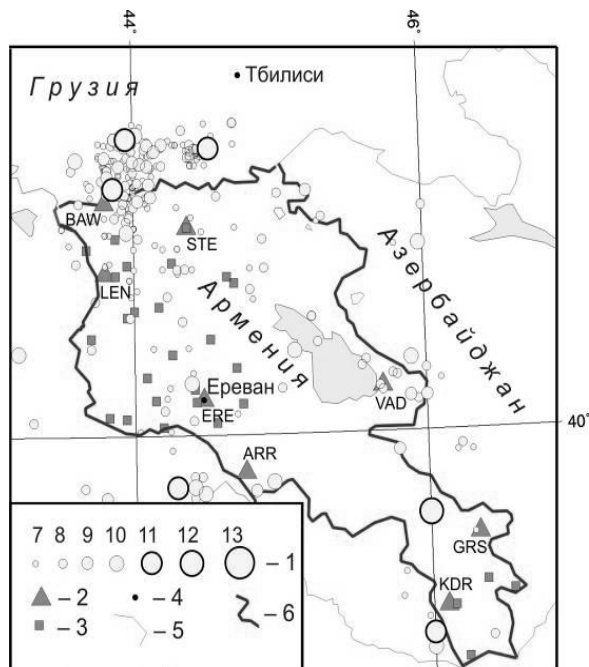 44°
46°
Грузия
Тбилиси
BAW
STE
LEN
Азербайджан
Армения
Ереван
ERE
VAD
40°
ARR
GRS
KDR
7 8 9 10 11 12 13
– 1
– 2 – 4
– 3 – 5 – 6